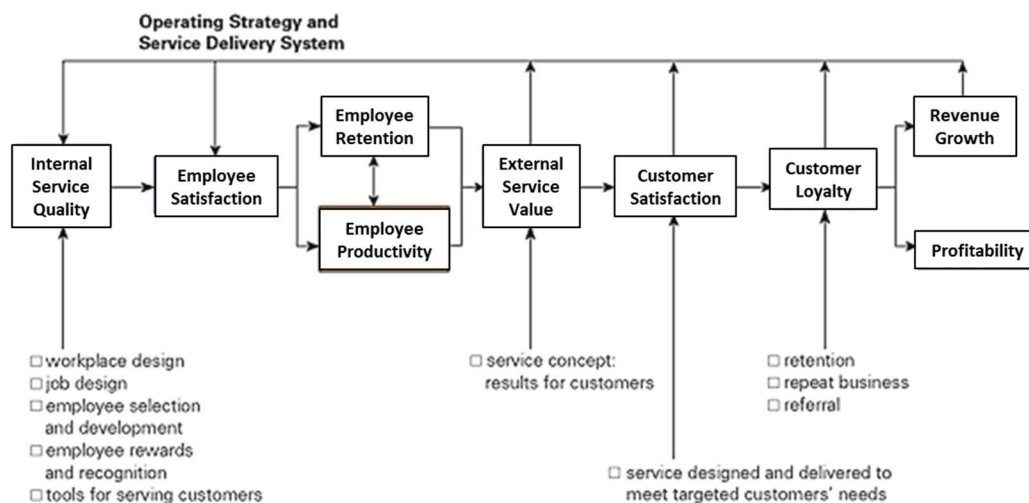 Operating Strategy and
Service Delivery System
Internal
Service
Quality
Employee
Satisfaction
Employee
Retention
Employee
Productivity
External
Service
Value
Customer
Satisfaction
Customer
Loyalty
Revenue
Growth
Profitability
□ workplace design
□ job design
□ employee selection
and development
□ employee rewards
and recognition
□ tools for serving customers
□ service concept:
results for customers
□ service designed and delivered to
meet targeted customers' needs
□ retention
□ repeat business
□ referral